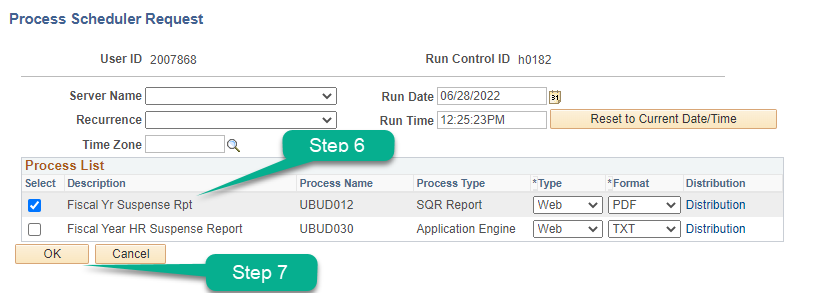 Process Scheduler Request
User ID 2007868 Run Control ID h0182
Server Name Run Date 06/28/2022 31
Recurrence Run Time 12:25:23PM Reset to Current Date/Time
Time Zone
Step 6
Process List
Select Description Process Name Process Type *Type *Format Distribution
Fiscal Yr Suspense Rpt UBUD012 SQR Report Web PDF Distribution
Fiscal Year HR Suspense Report UBUD030 Application Engine Web TXT Distribution
OK Cancel
Step 7